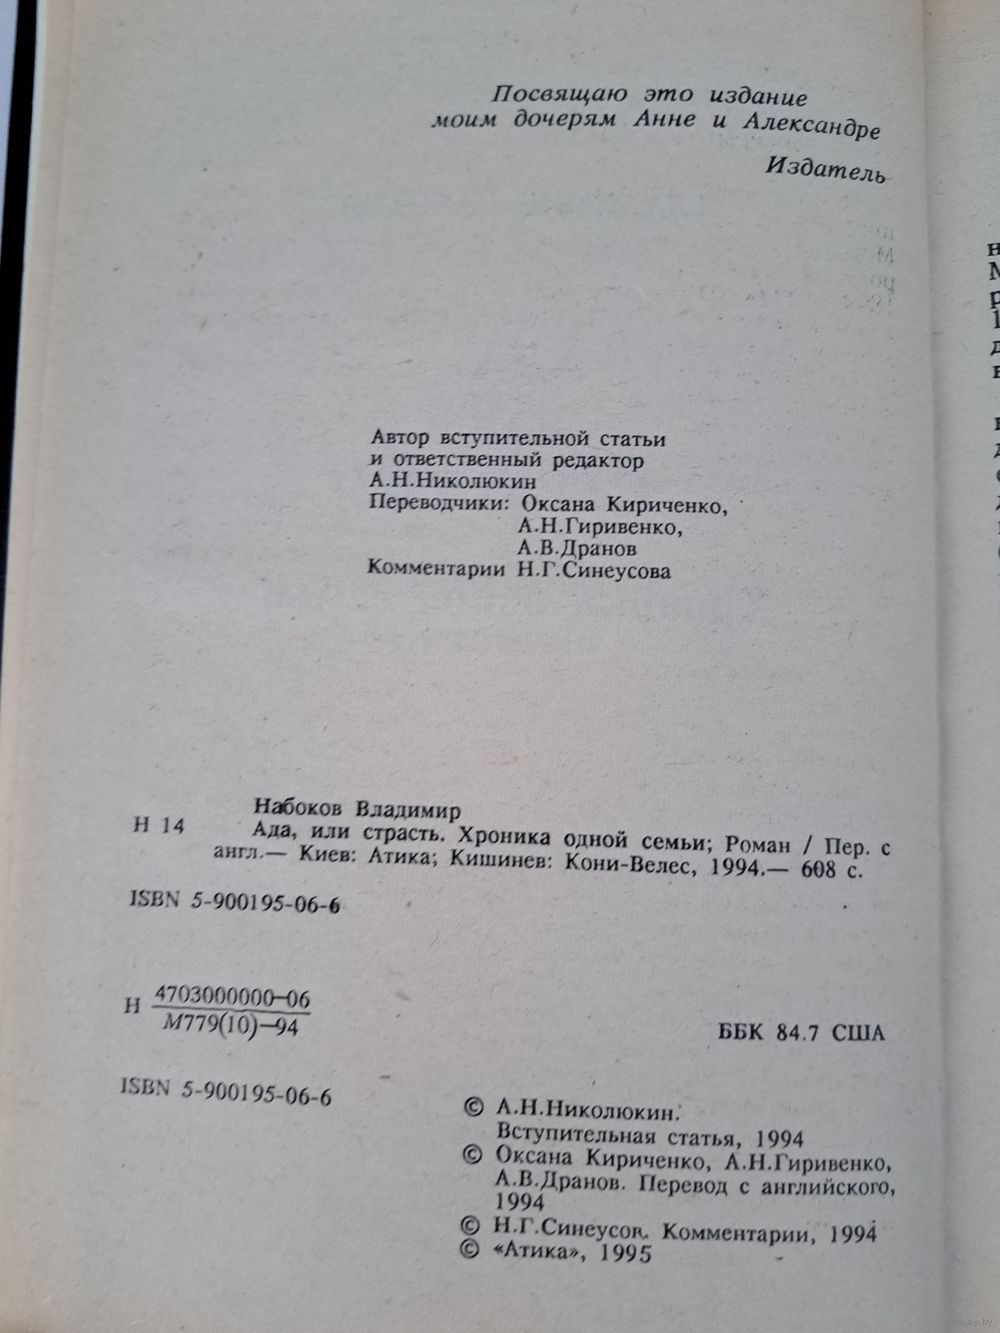 Посвящаю это издание
моим дочерям Анне и Александре
Издатель
Автор вступительной статьи
и ответственный редактор
А.Н.Николюкин
Переводчики: Оксана Кириченко,
А.Н.Гиривенко,
А.В.Дранов
Комментарии Н.Г.Синеусова
Набоков Владимир
Н 14
Ада, или страсть. Хроника одной семьи; Роман / Пер. с
англ.— Киев: Атика; Кишинев: Кони-Велес, 1994.— 608 с.
ISBN 5-900195-06-6
Н 4703000000—06
М779(10)—94
ББК 84.7 США
ISBN 5-900195-06-6
© А.Н.Николюкин.
Вступительная статья, 1994
© Оксана Кириченко, А.Н.Гиривенко,
А.В.Дранов. Перевод с английского,
1994
© Н.Г.Синеусов. Комментарии, 1994
© «Атика», 1995